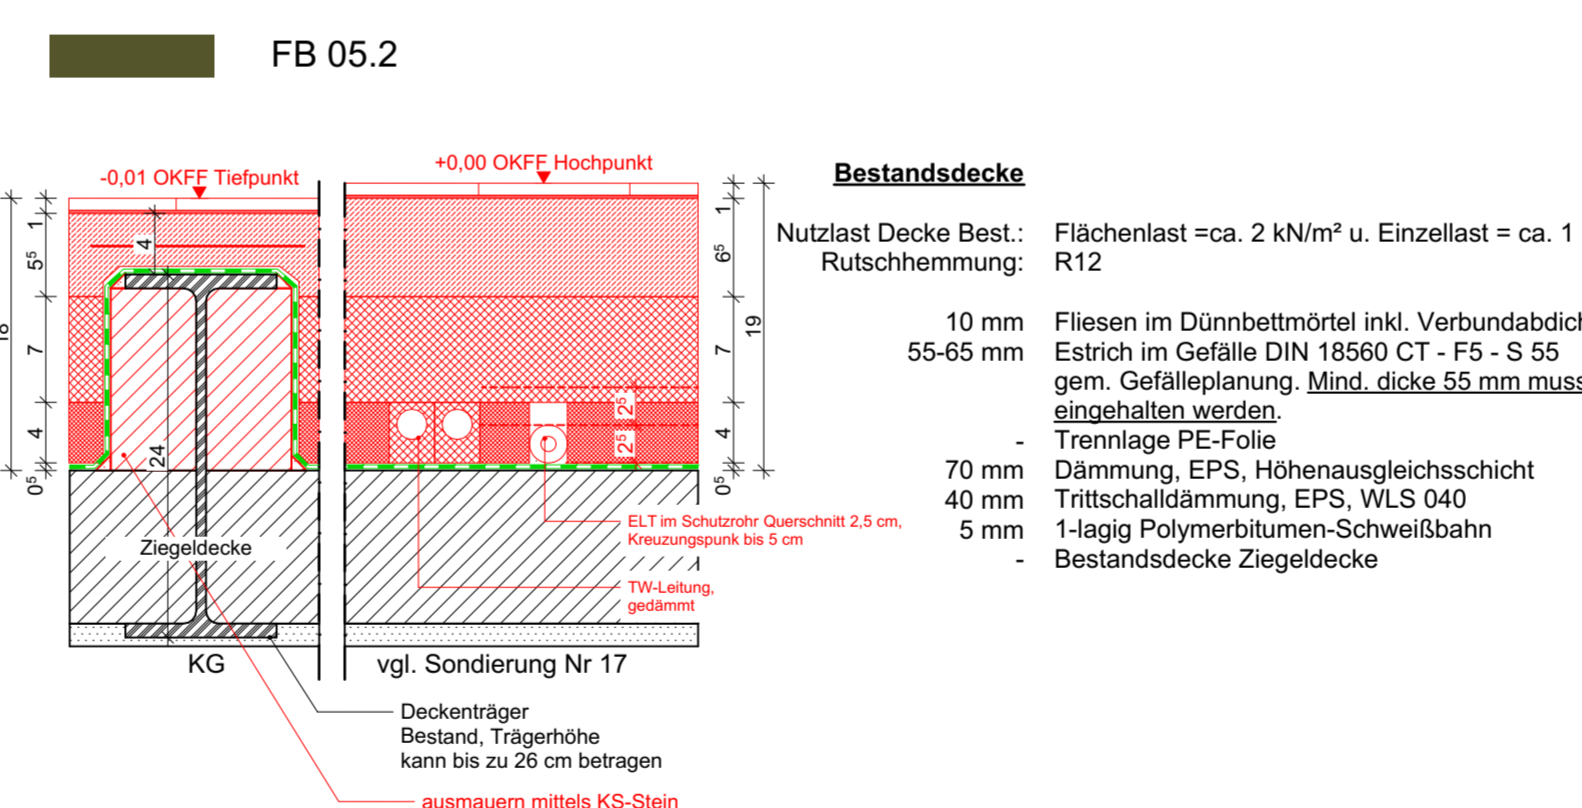 FB 05.2
-0,01 OKFF Tiefpunkt
+0,00 OKFF Hochpunkt
1
5⁵
7
4
0⁵
4
24
1
6⁵
7
4
0⁵
19
2⁵
2⁵
Ziegeldecke
ELT im Schutzrohr Querschnitt 2,5 cm,
Kreuzungspunk bis 5 cm
TW-Leitung,
gedämmt
KG
vgl. Sondierung Nr 17
Deckenträger
Bestand, Trägerhöhe
kann bis zu 26 cm betragen
ausmauern mittels KS-Stein
Bestandsdecke
Nutzlast Decke Best.: Flächenlast =ca. 2 kN/m² u. Einzellast = ca. 1
Rutschhemmung: R12
10 mm Fliesen im Dünnbettmörtel inkl.
55-65 mm Estrich im Gefälle DIN 18560 CT - F5 - S 55
gem. Gefälleplanung. Mind. dicke 55 mm muss
eingehalten werden.
- Trennlage PE-Folie
70 mm Dämmung, EPS, Höhenausgleichsschicht
40 mm Trittschalldämmung, EPS, WLS 040
5 mm 1-lagig Polymerbitumen-Schweißbahn
- Bestandsdecke Ziegeldecke